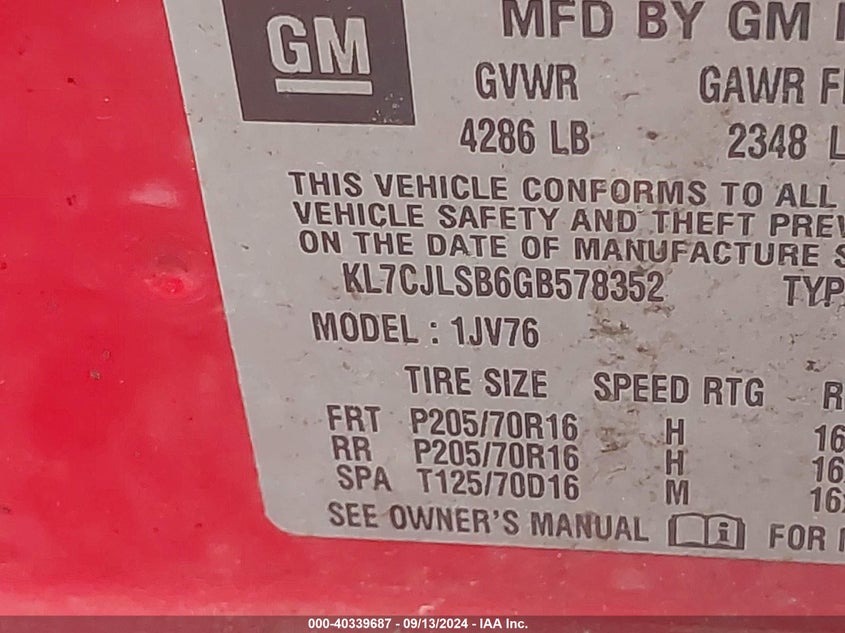 GM
MFD BY GM
GVWR GAWR
4286 LB 2348
THIS VEHICLE CONFORMS TO ALL
VEHICLE SAFETY AND THEFT
ON THE DATE OF MANUFACTURE
KL7CJLSB6GB578352
MODEL : 1JV76
TIRE SIZE SPEED RTG
FRT P205/70R16 H
RR P205/70R16 H
SPA T125/70D16 M
SEE OWNER'S MANUAL i FOR
000-40339687 - 09/13/2024 - IAA Inc.